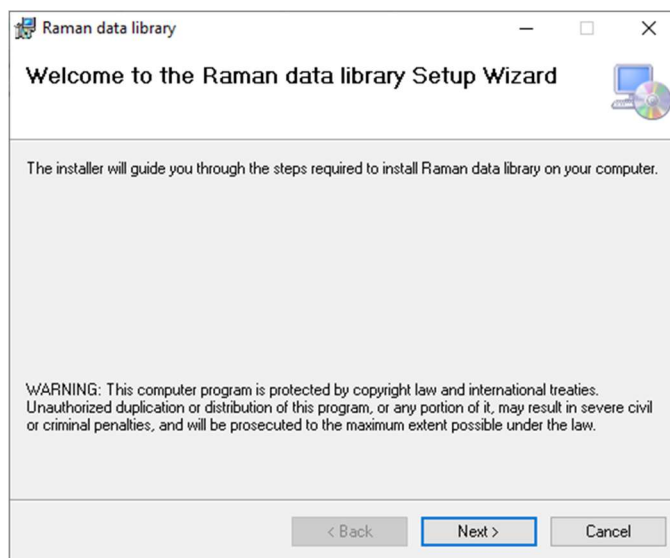 Raman data library
Welcome to the Raman data library Setup Wizard
The installer will guide you through the steps required to install Raman data library on your computer.
WARNING: This computer program is protected by copyright law and international treaties.
Unauthorized duplication or distribution of this program, or any portion of it, may result in severe civil
or criminal penalties, and will be prosecuted to the maximum extent possible under the law.
< Back
Next >
Cancel